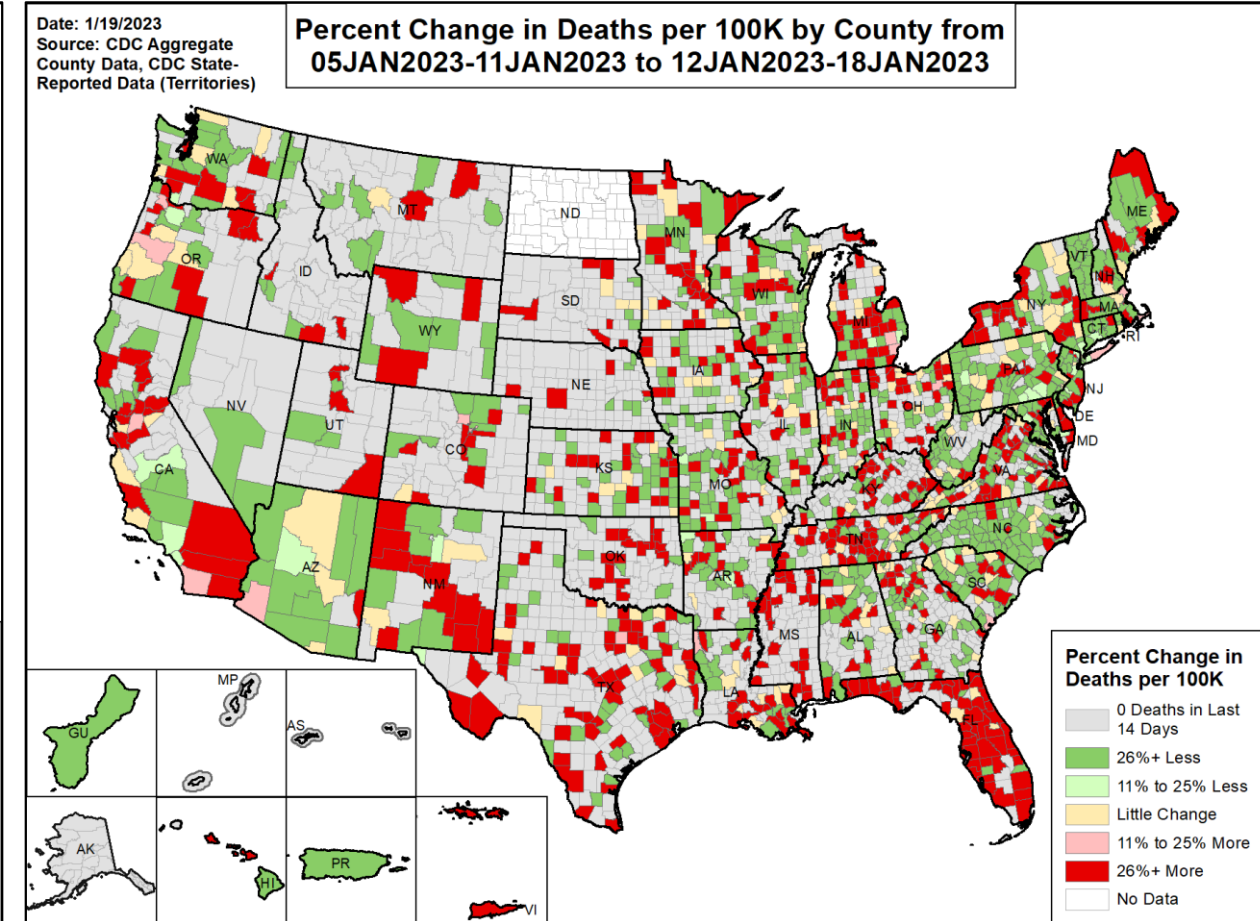 Date: 1/19/2023
Source: CDC Aggregate
County Data, CDC State-
Reported Data (Territories)
Percent Change in Deaths per 100K by County from
05JAN2023-11JAN2023 to 12JAN2023-18JAN2023
WA
MT
ND
MN
ME
OR
ID
SD
WI
MI
NY
VT
NH
MA
CT
RI
WY
NE
IA
PA
NJ
NV
UT
CO
KS
MO
IL
IN
OH
WV
DE
MD
CA
VA
KY
AZ
NM
OK
AR
TN
NC
SC
TX
LA
MS
AL
GA
FL
GU
MP
AS
AK
HI
PR
VI
Percent Change in
Deaths per 100K
0 Deaths in Last
14 Days
26%+ Less
11% to 25% Less
Little Change
11% to 25% More
26%+ More
No Data